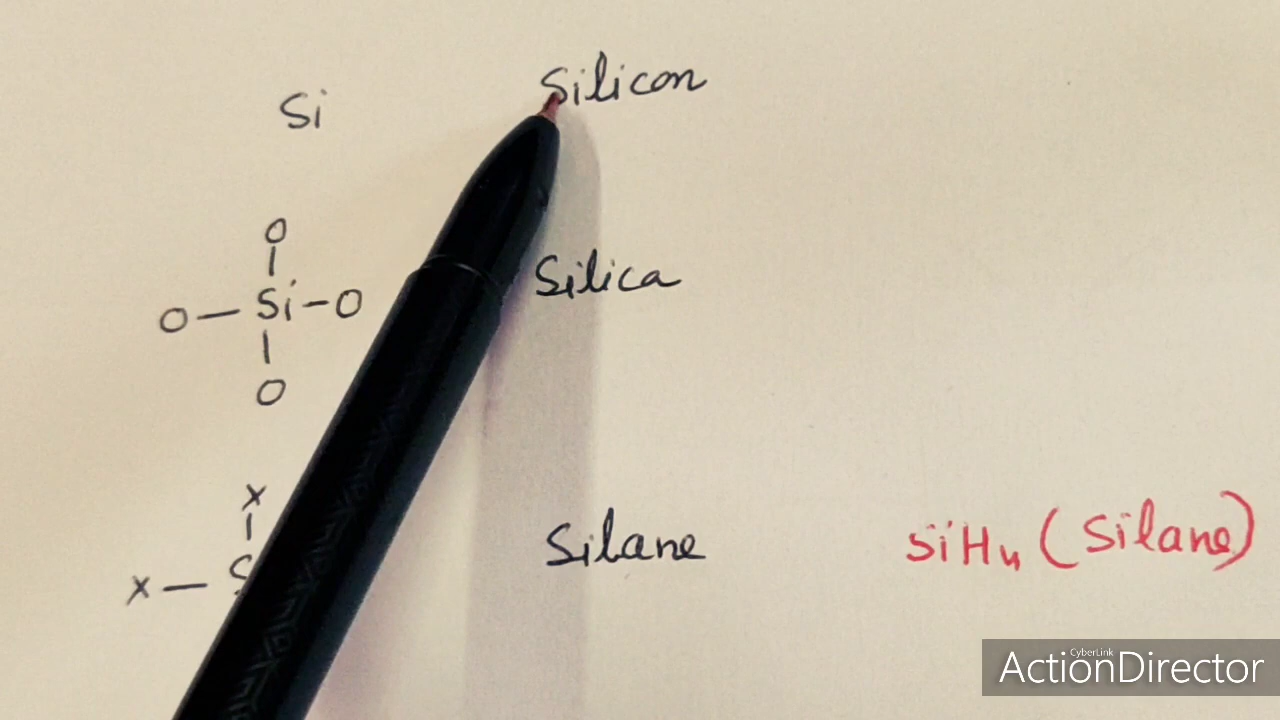 Si Silicon
O
O – Si – O Silica
O
x
x – S Silane SiH4 (Silane)
CyberLink
ActionDirector